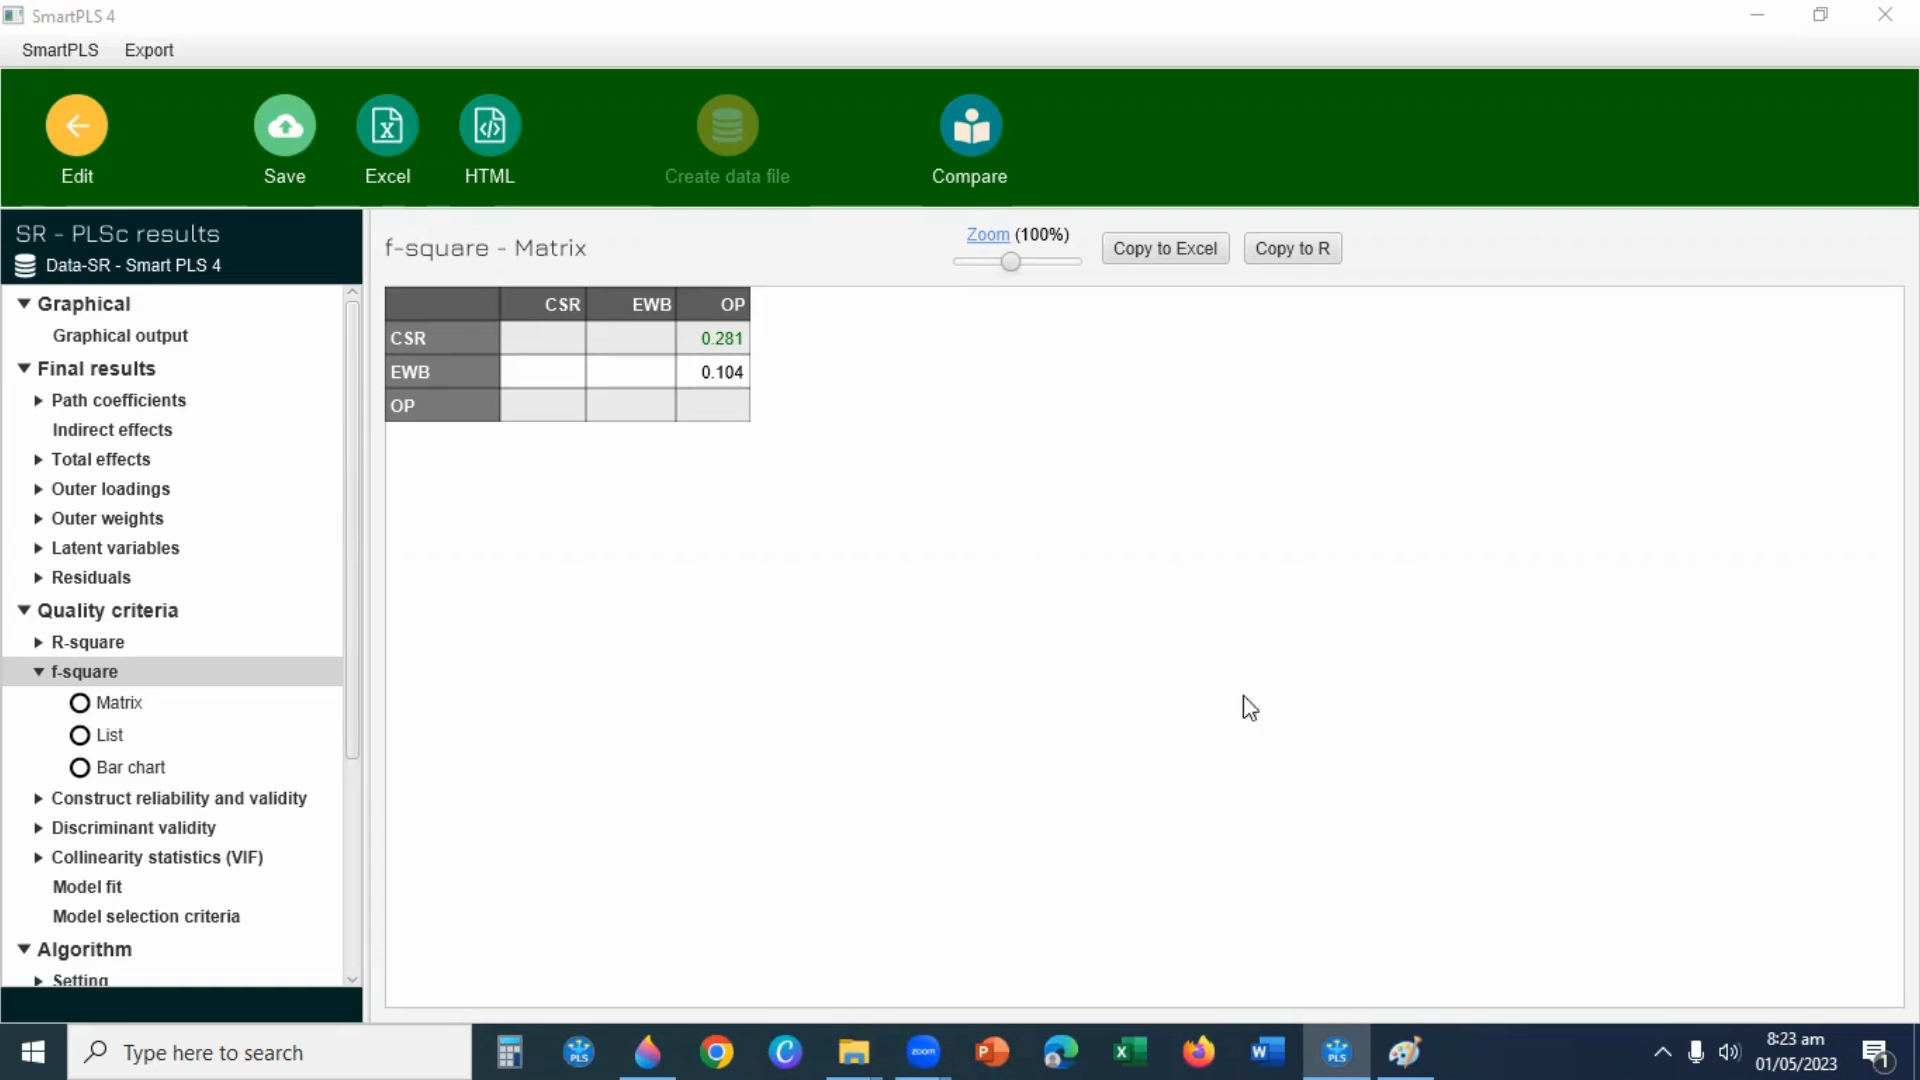 SmartPLS 4
SmartPLS Export
Edit Save Excel HTML Create data file Compare
SR - PLSc results
Data-SR - Smart PLS 4
Graphical
Graphical output
Final results
Path coefficients
Indirect effects
Total effects
Outer loadings
Outer weights
Latent variables
Residuals
Quality criteria
R-square
f-square
Matrix
List
Bar chart
Construct reliability and validity
Discriminant validity
Collinearity statistics (VIF)
Model fit
Model selection criteria
Algorithm
Setting
f-square - Matrix
Zoom (100%)
Copy to Excel Copy to R
CSR EWB OP
CSR 0.281
EWB 0.104
OP
Type here to search
PLS
zoom
PLS
8:23 am
01/05/2023
1